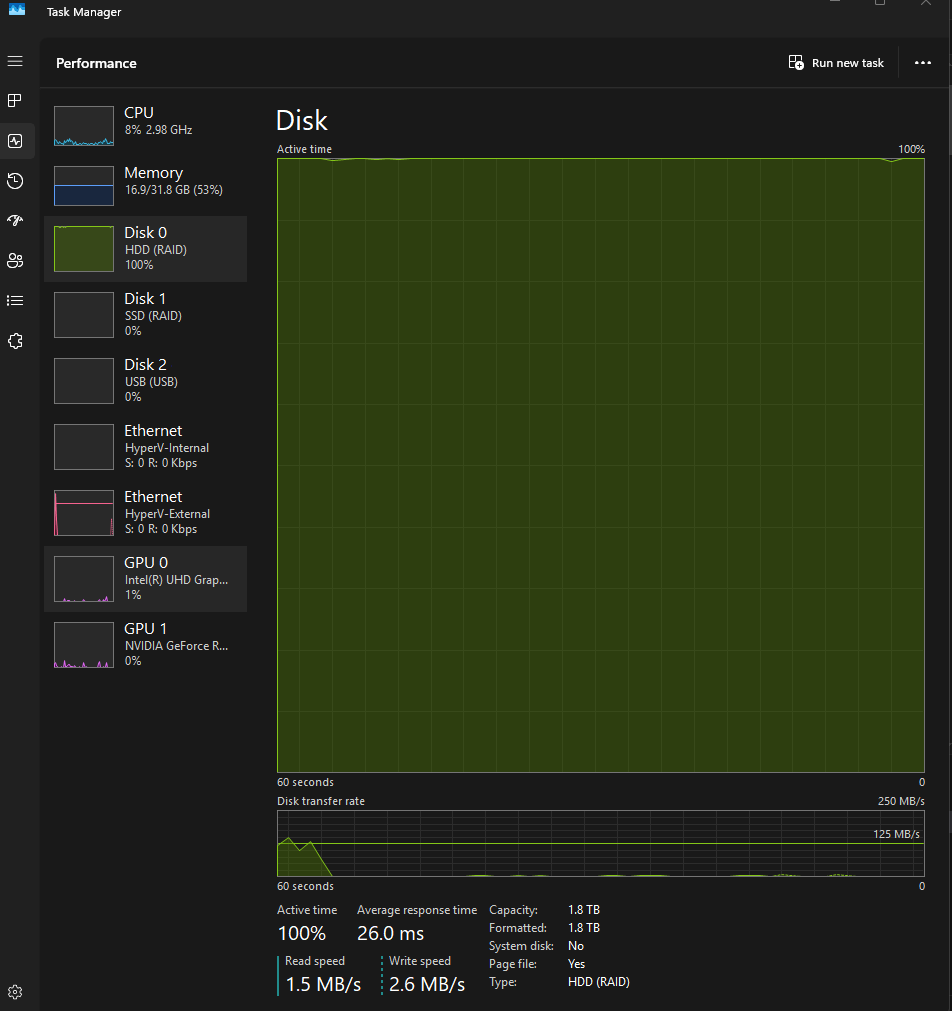 Task Manager
Performance
Run new task
CPU
8% 2.98 GHz
Memory
16.9/31.8 GB (53%)
Disk 0
HDD (RAID)
100%
Disk 1
SSD (RAID)
0%
Disk 2
USB (USB)
0%
Ethernet
HyperV-Internal
S: 0 R: 0 Kbps
Ethernet
HyperV-External
S: 0 R: 0 Kbps
GPU 0
Intel(R) UHD Grap...
1%
GPU 1
NVIDIA GeForce R...
0%
Disk
Active time 100%
60 seconds 0
Disk transfer rate 250 MB/s
125 MB/s
60 seconds 0
Active time Average response time
100% 26.0 ms
Read speed Write speed
1.5 MB/s 2.6 MB/s
Capacity: 1.8 TB
Formatted: 1.8 TB
System disk: No
Page file: Yes
Type: HDD (RAID)